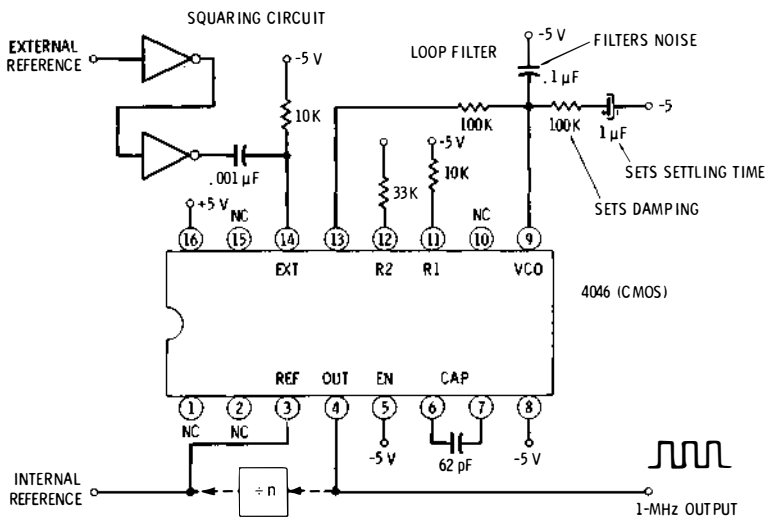 SQUARING CIRCUIT
EXTERNAL
REFERENCE
-5 V
10K
.001 µF
LOOP FILTER
-5 V
FILTERS NOISE
.1 µF
100K
100K
-5
1 µF
SETS SETTLING TIME
SETS DAMPING
33K
-5 V
10K
+5 V
NC
NC
16
15
14
13
12
11
10
9
EXT
R2
R1
VCO
4046 (CMOS)
REF
OUT
EN
CAP
1
2
3
4
5
6
7
8
NC
NC
-5 V
62 pF
-5 V
INTERNAL
REFERENCE
÷n
1-MHz OUTPUT